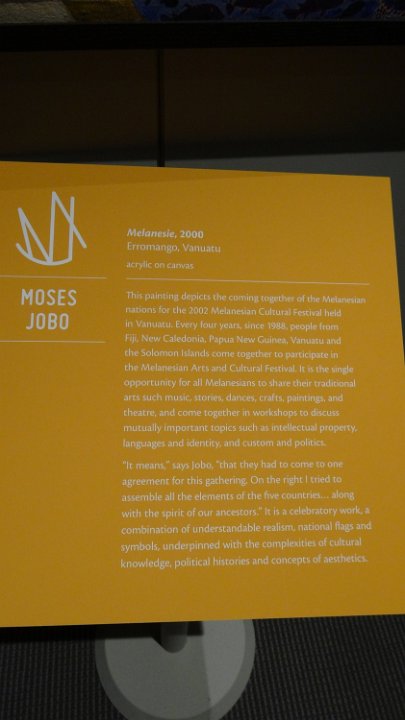 MOSES
JOBO
Melanesie, 2000
Erromango, Vanuatu
acrylic on canvas
This painting depicts the coming together of the Melanesian
nations for the 2002 Melanesian Cultural Festival held
in Vanuatu. Every four years, since 1988, people from
Fiji, New Caledonia, Papua New Guinea, Vanuatu and
the Solomon Islands come together to participate in
the Melanesian Arts and Cultural Festival. It is the single
opportunity for all Melanesians to share their traditional
arts such music, stories, dances, crafts, paintings, and
theatre, and come together in workshops to discuss
mutually important topics such as intellectual property,
languages and identity, and custom and politics.
"It means," says Jobo, "that they had to come to one
agreement for this gathering. On the right I tried to
assemble all the elements of the five countries... along
with the spirit of our ancestors." It is a celebratory work, a
combination of understandable realism, national flags and
symbols, underpinned with the complexities of cultural
knowledge, political histories and concepts of aesthetics.